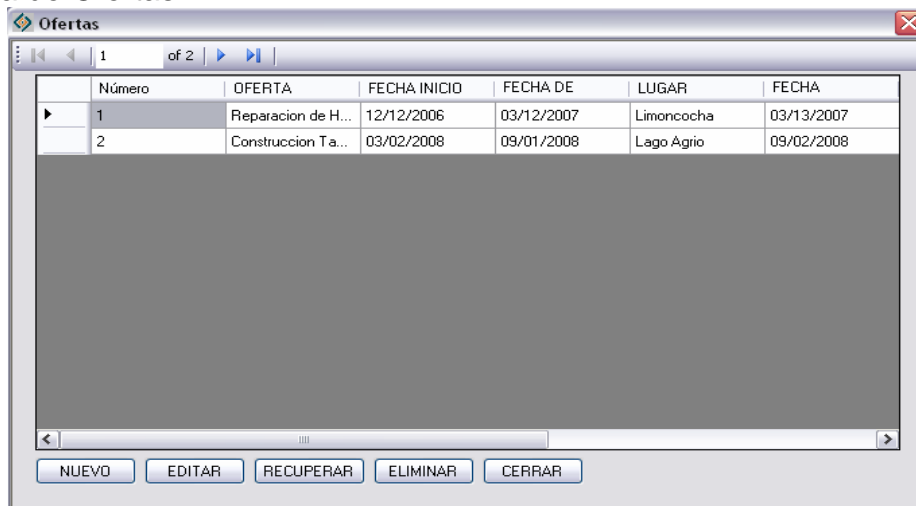 Ofertas
1 of 2
Número OFERTA FECHA INICIO FECHA DE LUGAR FECHA
1 Reparacion de H... 12/12/2006 03/12/2007 Limoncocha 03/13/2007
2 Construccion Ta... 03/02/2008 09/01/2008 Lago Agrio 09/02/2008
NUEVO EDITAR RECUPERAR ELIMINAR CERRAR